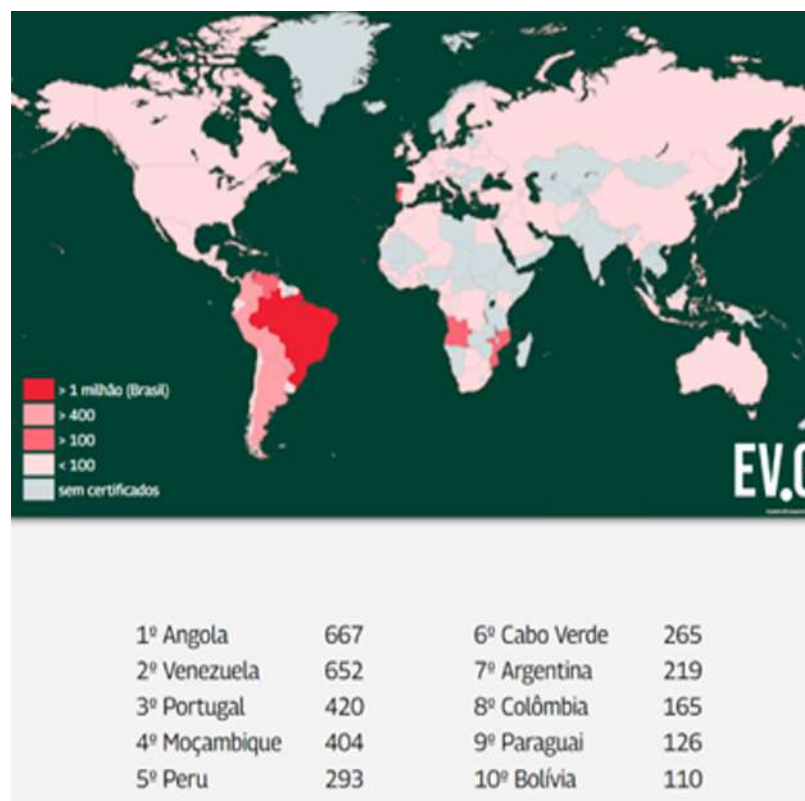 > 1 milhão (Brasil)
> 400
> 100
< 100
sem certificados
EV.
1º Angola 667
2º Venezuela 652
3º Portugal 420
4º Moçambique 404
5º Peru 293
6º Cabo Verde 265
7º Argentina 219
8º Colômbia 165
9º Paraguai 126
10º Bolívia 110